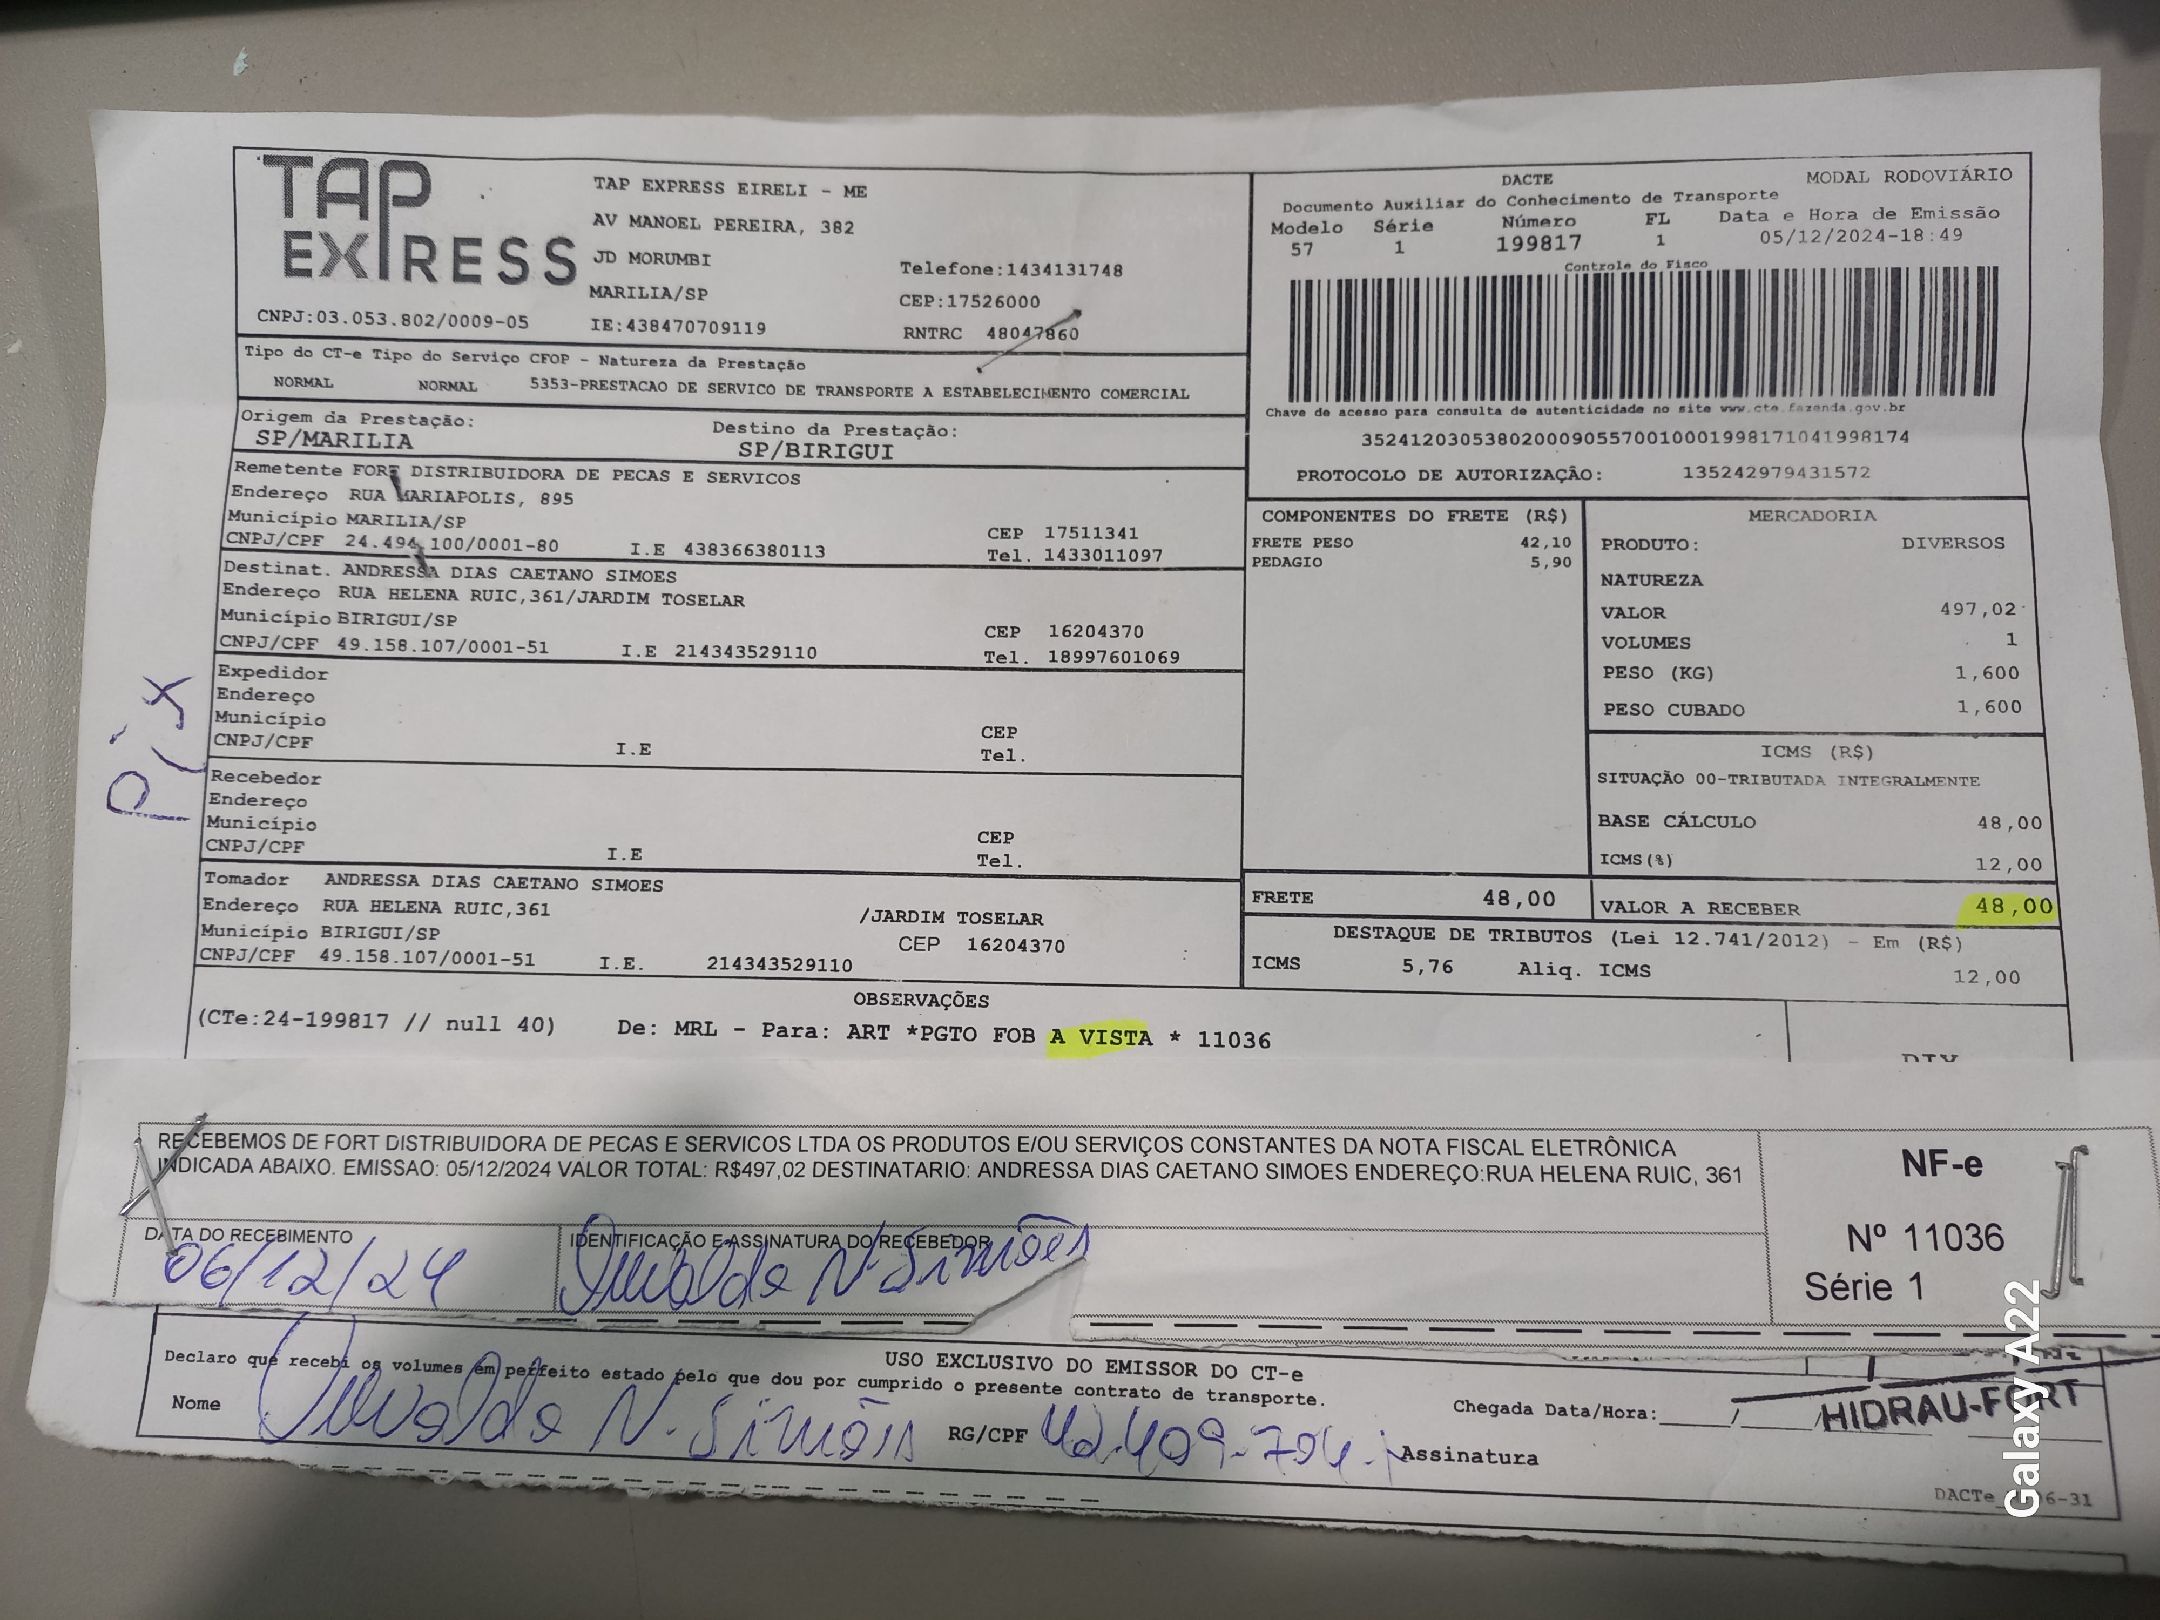 TAP EXPRESS
TAP EXPRESS EIRELI - ME
AV MANOEL PEREIRA, 382
JD MORUMBI
MARILIA/SP
IE:438470709119
Telefone:1434131748
CEP:17526000
RNTRC 48047860
CNPJ:03.053.802/0009-05
DACTE
MODAL RODOVIÁRIO
Documento Auxiliar do Conhecimento de Transporte
Modelo Série Número FL Data e Hora de Emissão
57 1 199817 1 05/12/2024-18:49
Controle do Fisco
Chave de acesso para consulta de autenticidade no site www.cte.fazenda.gov.br
35241203053802000905570010001998171041998174
PROTOCOLO DE AUTORIZAÇÃO: 135242979431572
Tipo do CT-e Tipo do Serviço CFOP - Natureza da Prestação
NORMAL NORMAL 5353-PRESTACAO DE SERVICO DE TRANSPORTE A ESTABELECIMENTO COMERCIAL
Origem da Prestação: Destino da Prestação:
SP/MARILIA SP/BIRIGUI
Remetente FORT DISTRIBUIDORA DE PECAS E SERVICOS
Endereço RUA MARIAPOLIS, 895
Município MARILIA/SP CEP 17511341
CNPJ/CPF 24.494.100/0001-80 I.E 438366380113 Tel. 1433011097
Destinat. ANDRESSA DIAS CAETANO SIMOES
Endereço RUA HELENA RUIC,361/JARDIM TOSELAR
Município BIRIGUI/SP CEP 16204370
CNPJ/CPF 49.158.107/0001-51 I.E 214343529110 Tel. 18997601069
Expedidor
Endereço
Município CEP
CNPJ/CPF I.E Tel.
Recebedor
Endereço
Município CEP
CNPJ/CPF I.E Tel.
Tomador ANDRESSA DIAS CAETANO SIMOES
Endereço RUA HELENA RUIC,361 /JARDIM TOSELAR
Município BIRIGUI/SP CEP 16204370
CNPJ/CPF 49.158.107/0001-51 I.E. 214343529110
Pix
COMPONENTES DO FRETE (R$)
FRETE PESO 42,10
PEDAGIO 5,90
MERCADORIA
PRODUTO: DIVERSOS
NATUREZA
VALOR 497,02
VOLUMES 1
PESO (KG) 1,600
PESO CUBADO 1,600
ICMS (R$)
SITUAÇÃO 00-TRIBUTADA INTEGRALMENTE
BASE CÁLCULO 48,00
ICMS(%) 12,00
FRETE 48,00 VALOR A RECEBER 48,00
DESTAQUE DE TRIBUTOS (Lei 12.741/2012) - Em (R$)
ICMS 5,76 Aliq. ICMS 12,00
OBSERVAÇÕES
(CTe:24-199817 // null 40) De: MRL - Para: ART *PGTO FOB A VISTA * 11036
RECEBEMOS DE FORT DISTRIBUIDORA DE PECAS E SERVICOS LTDA OS PRODUTOS E/OU SERVIÇOS CONSTANTES DA NOTA FISCAL ELETRÔNICA
INDICADA ABAIXO. EMISSAO: 05/12/2024 VALOR TOTAL: R$497,02 DESTINATARIO: ANDRESSA DIAS CAETANO SIMOES ENDEREÇO:RUA HELENA RUIC, 361
NF-e
Nº 11036
Série 1
DATA DO RECEBIMENTO IDENTIFICAÇÃO E ASSINATURA DO RECEBEDOR
06/12/24 N. Simões
USO EXCLUSIVO DO EMISSOR DO CT-e
Declaro que recebi os volumes em perfeito estado pelo que dou por cumprido o presente contrato de transporte.
Nome N. Simões RG/CPF 42.409.704- Assinatura
Chegada Data/Hora:
HIDRAU-FORT
Galaxy A22